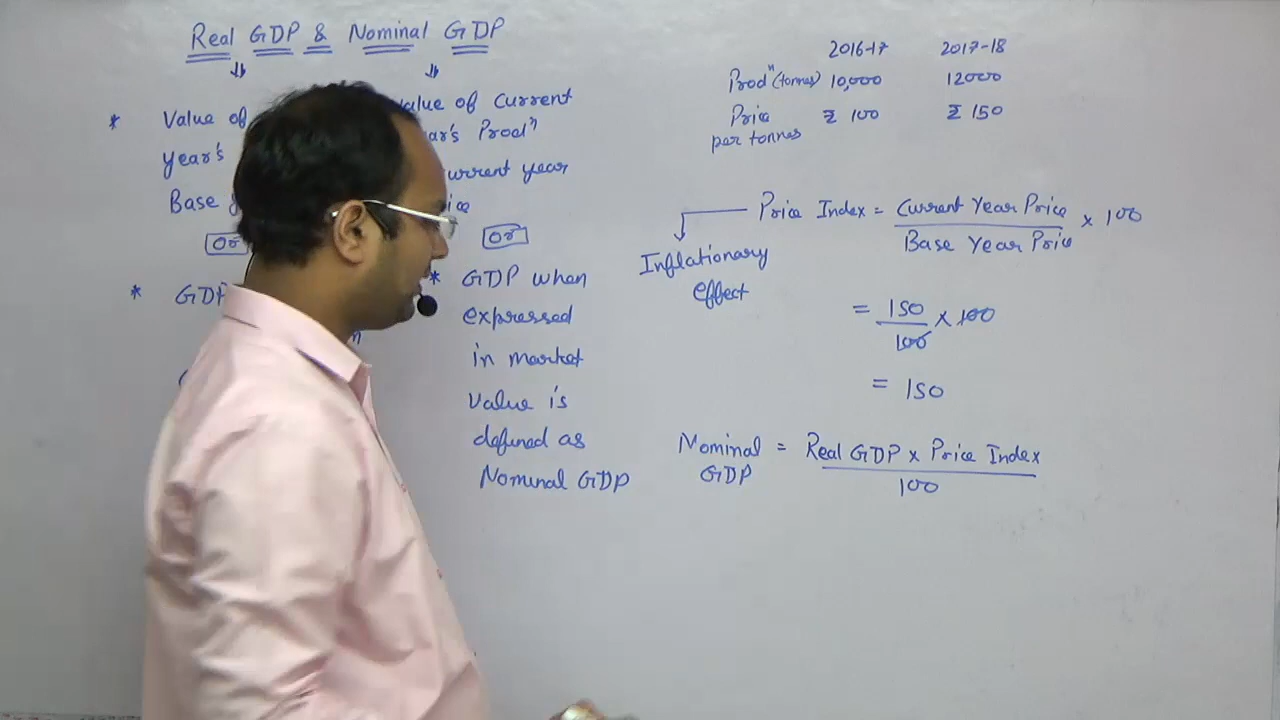 Real GDP & Nominal GDP
* Value of
year's
Base
Or
* GDP
value of Current
Prodⁿ
current year
Or
* GDP when
expressed
in market
value is
defined as
Nominal GDP
2016-17 2017-18
Prodⁿ (tonnes) 10,000 12000
Price ₹ 100 ₹ 150
per tonnes
Price Index = Current Year Price / Base Year Price × 100
Inflationary
effect
= 150 / 100 × 100
= 150
Nominal GDP = Real GDP × Price Index / 100